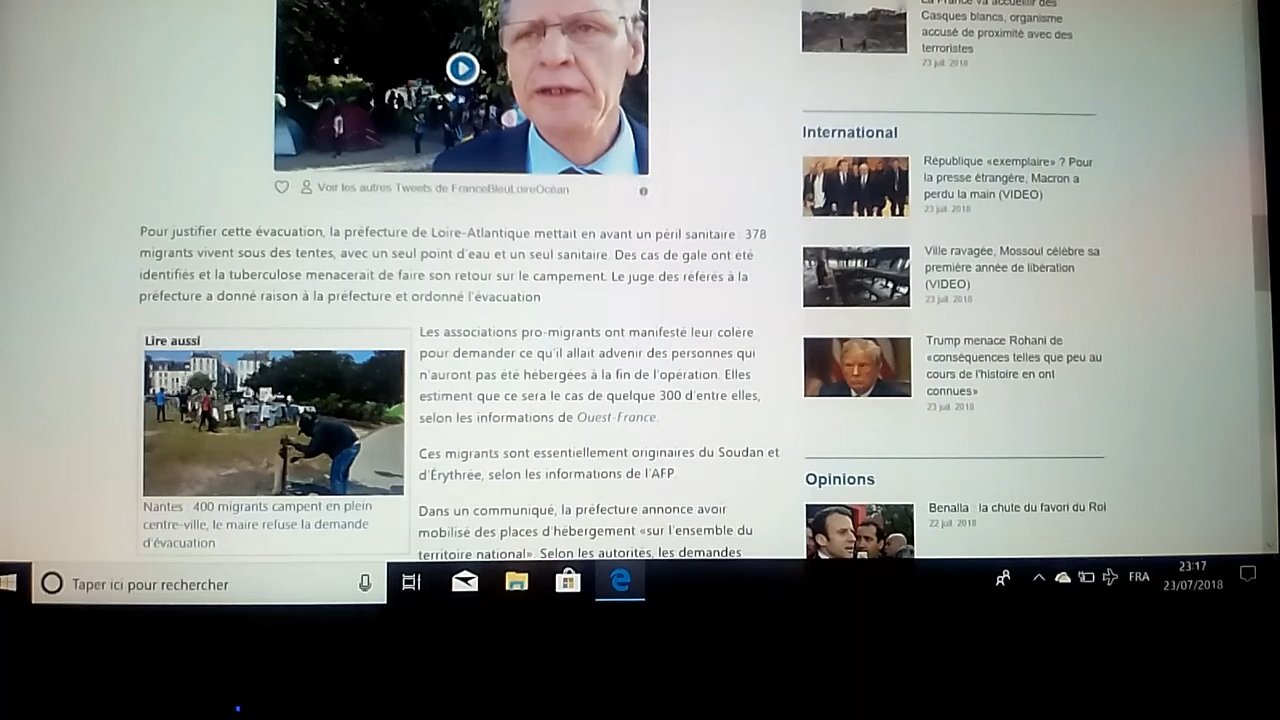 Voir les autres Tweets de FranceBleuLoireOcéan
Pour justifier cette évacuation, la préfecture de Loire-Atlantique mettait en avant un péril sanitaire : 378
migrants vivent sous des tentes, avec un seul point d'eau et un seul sanitaire. Des cas de gale ont été
identifiés et la tuberculose menacerait de faire son retour sur le campement. Le juge des référés à la
préfecture a donné raison à la préfecture et ordonné l'évacuation
Lire aussi
Nantes : 400 migrants campent en plein
centre-ville, le maire refuse la demande
d'évacuation
Les associations pro-migrants ont manifesté leur colère
pour demander ce qu'il allait advenir des personnes qui
n'auront pas été hébergées à la fin de l'opération. Elles
estiment que ce sera le cas de quelque 300 d'entre elles,
selon les informations de Ouest-France.
Ces migrants sont essentiellement originaires du Soudan et
d'Érythrée, selon les informations de l'AFP.
Dans un communiqué, la préfecture annonce avoir
mobilisé des places d'hébergement «sur l'ensemble du
territoire national». Selon les autorités, les demandes
La France va accueillir des
Casques blancs, organisme
accusé de proximité avec des
terroristes
23 juil. 2018
International
République «exemplaire» ? Pour
la presse étrangère, Macron a
perdu la main (VIDEO)
23 juil. 2018
Ville ravagée, Mossoul célèbre sa
première année de libération
(VIDEO)
23 juil. 2018
Trump menace Rohani de
«conséquences telles que peu au
cours de l'histoire en ont
connues»
23 juil. 2018
Opinions
Benalla : la chute du favori du Roi
22 juil. 2018
Taper ici pour rechercher
FRA
23:17
23/07/2018